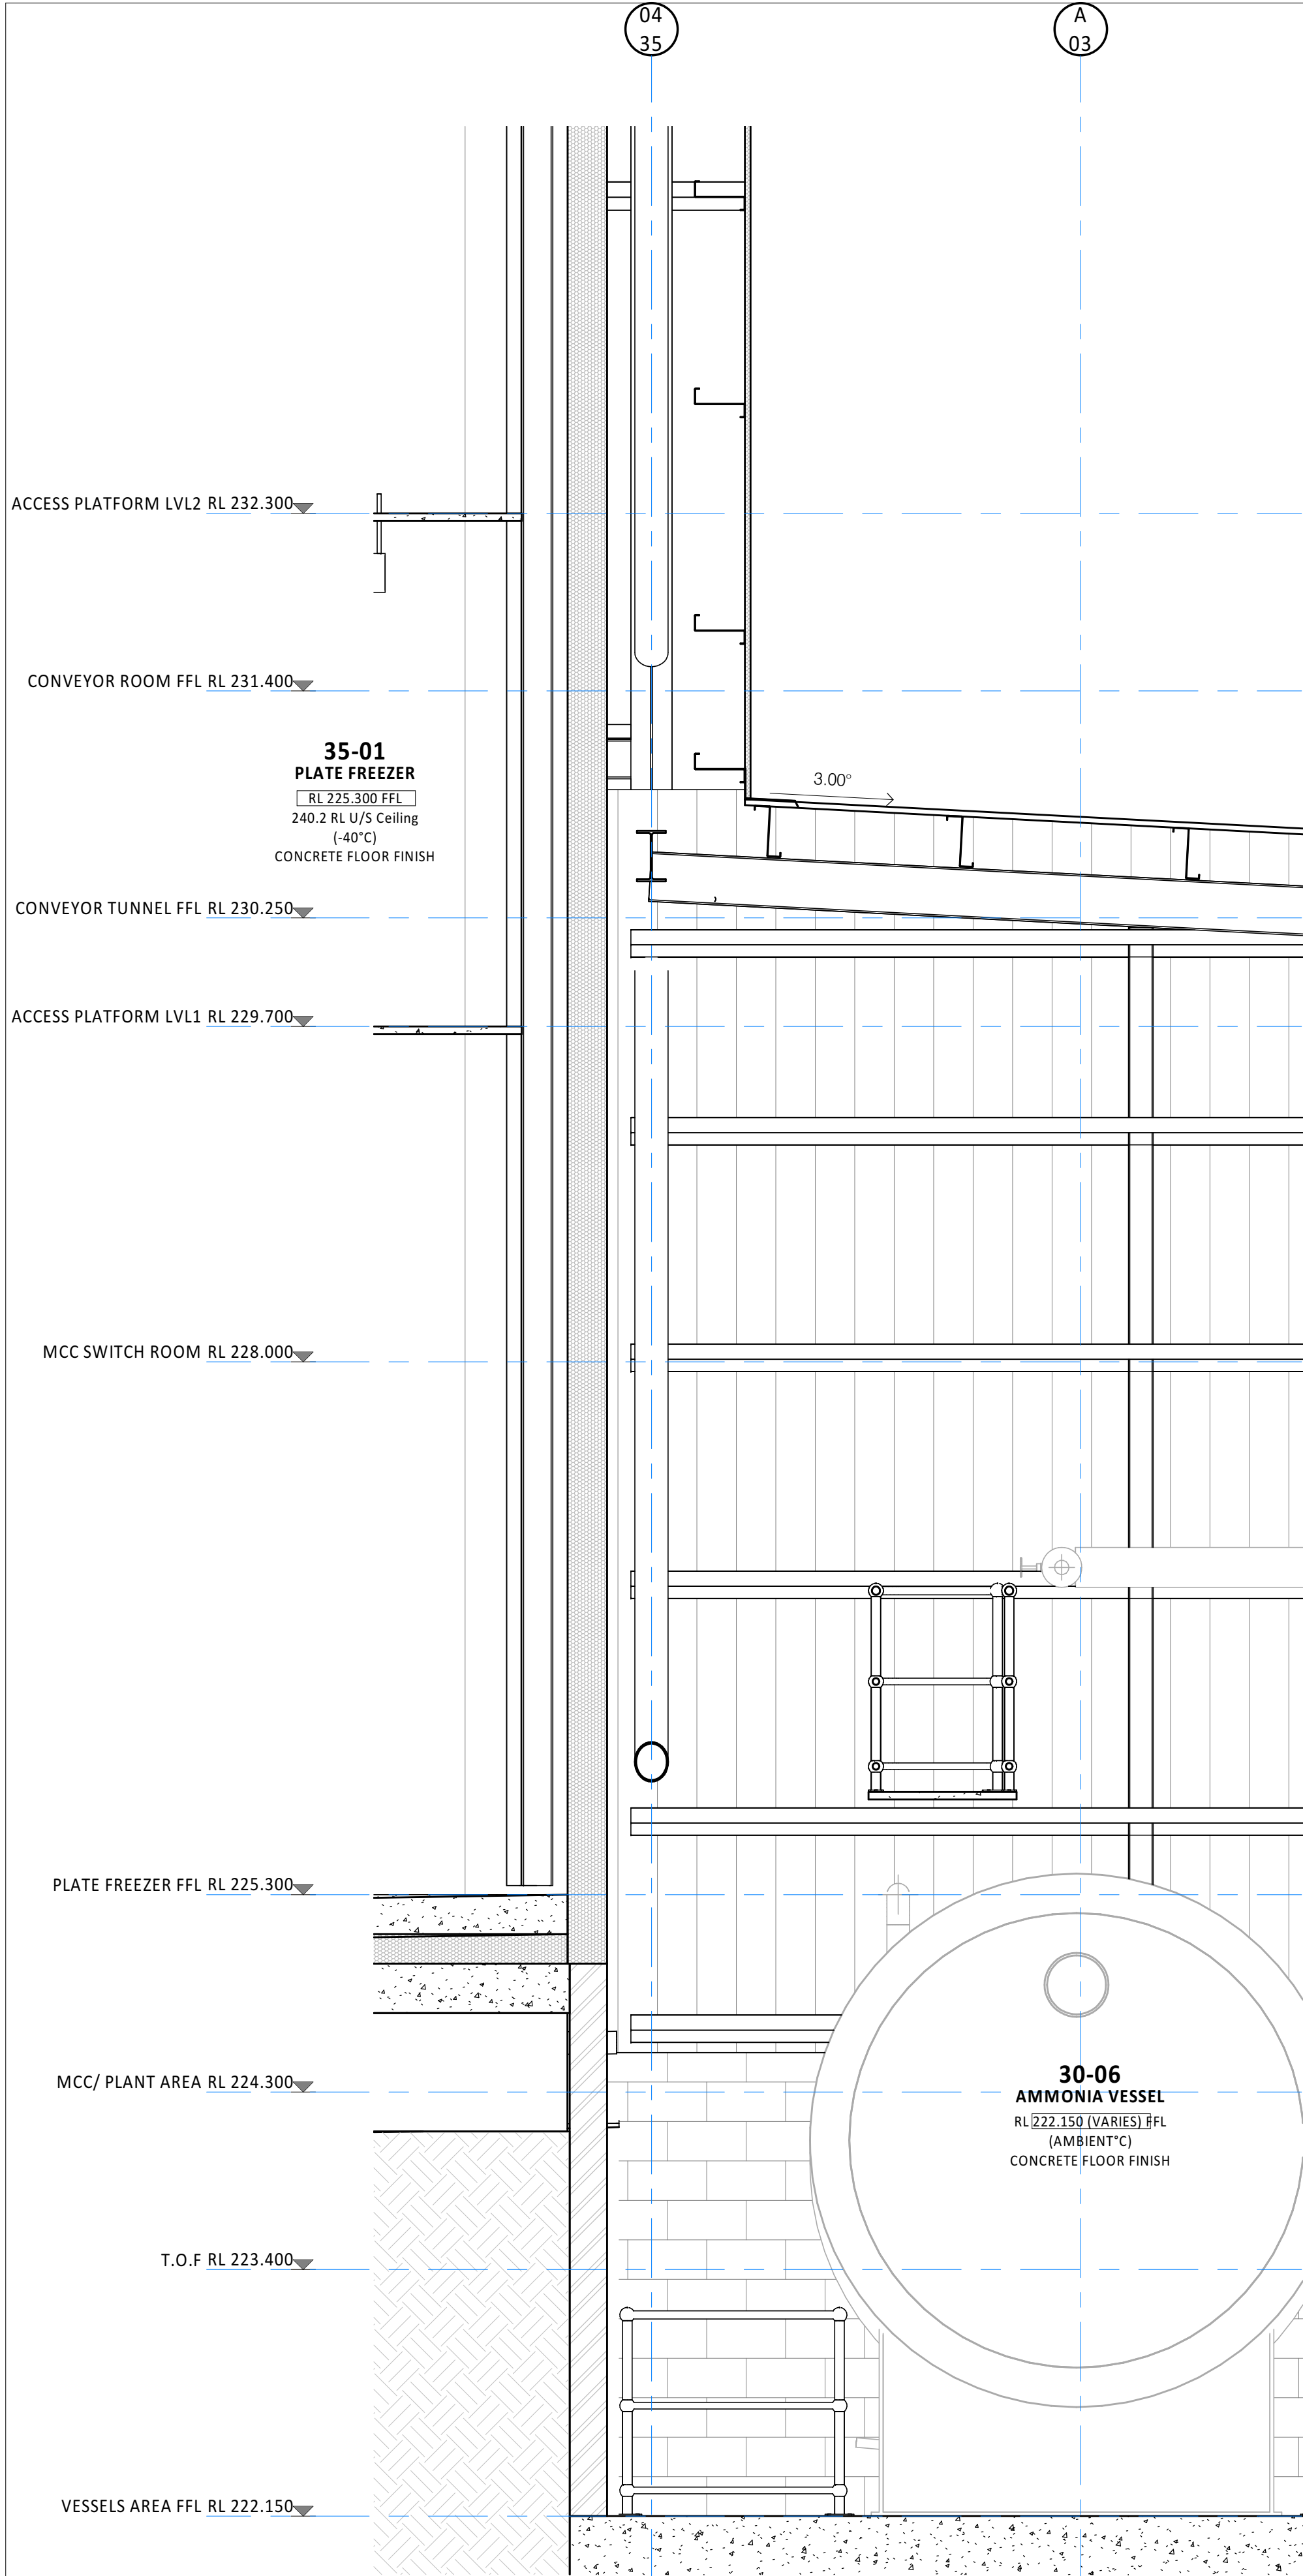 04
35
A
03
ACCESS PLATFORM LVL2 RL 232.300
CONVEYOR ROOM FFL RL 231.400
35-01
PLATE FREEZER
RL 225.300 FFL
240.2 RL U/S Ceiling
(-40°C)
CONCRETE FLOOR FINISH
3.00°
CONVEYOR TUNNEL FFL RL 230.250
ACCESS PLATFORM LVL1 RL 229.700
MCC SWITCH ROOM RL 228.000
PLATE FREEZER FFL RL 225.300
MCC/ PLANT AREA RL 224.300
30-06
AMMONIA VESSEL
RL 222.150 (VARIES) FFL
(AMBIENT°C)
CONCRETE FLOOR FINISH
T.O.F RL 223.400
VESSELS AREA FFL RL 222.150